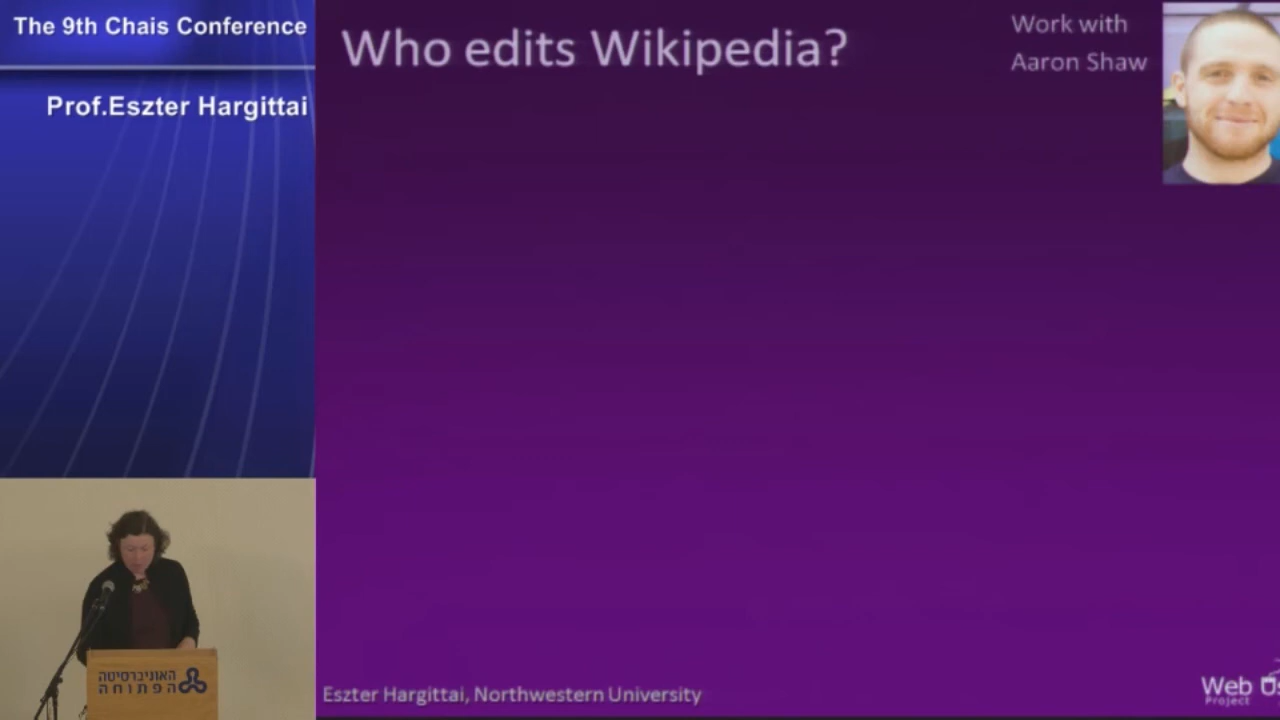 The 9th Chais Conference
Prof.Eszter Hargittai
Who edits Wikipedia?
Work with
Aaron Shaw
האוניברסיטה
הפתוחה
Eszter Hargittai, Northwestern University
Web
Project